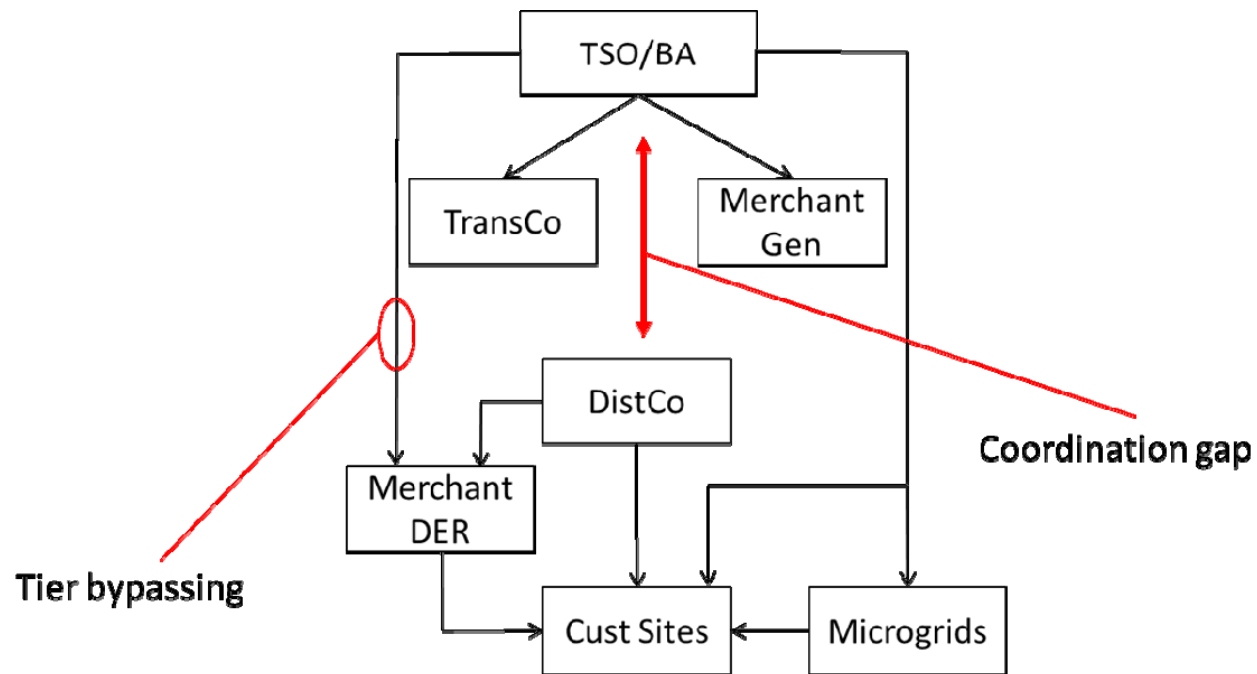 TSO/BA
TransCo
Merchant
Gen
DistCo
Coordination gap
Merchant
DER
Tier bypassing
Cust Sites
Microgrids